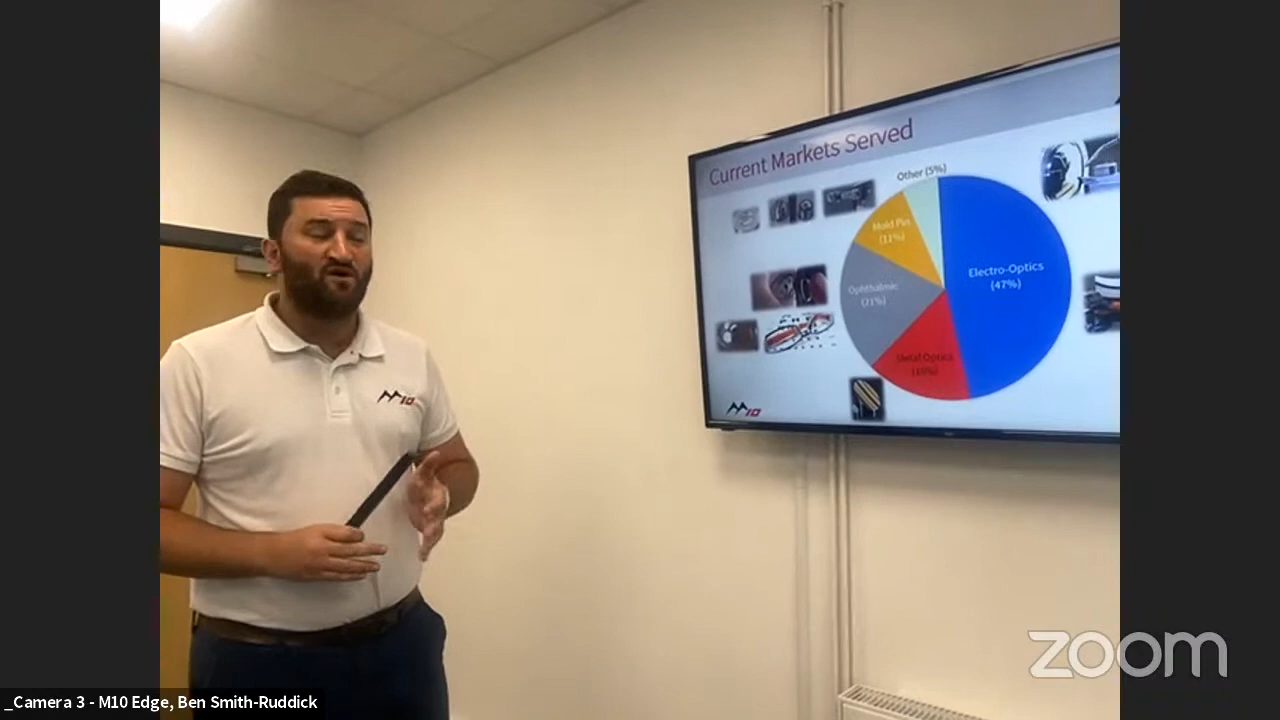 Current Markets Served
Other (5%)
Mold Pin
(11%)
Electro-Optics
(47%)
Ophthalmic
(21%)
Metal Optics
M10
M10
zoom
_Camera 3 - M10 Edge, Ben Smith-Ruddick